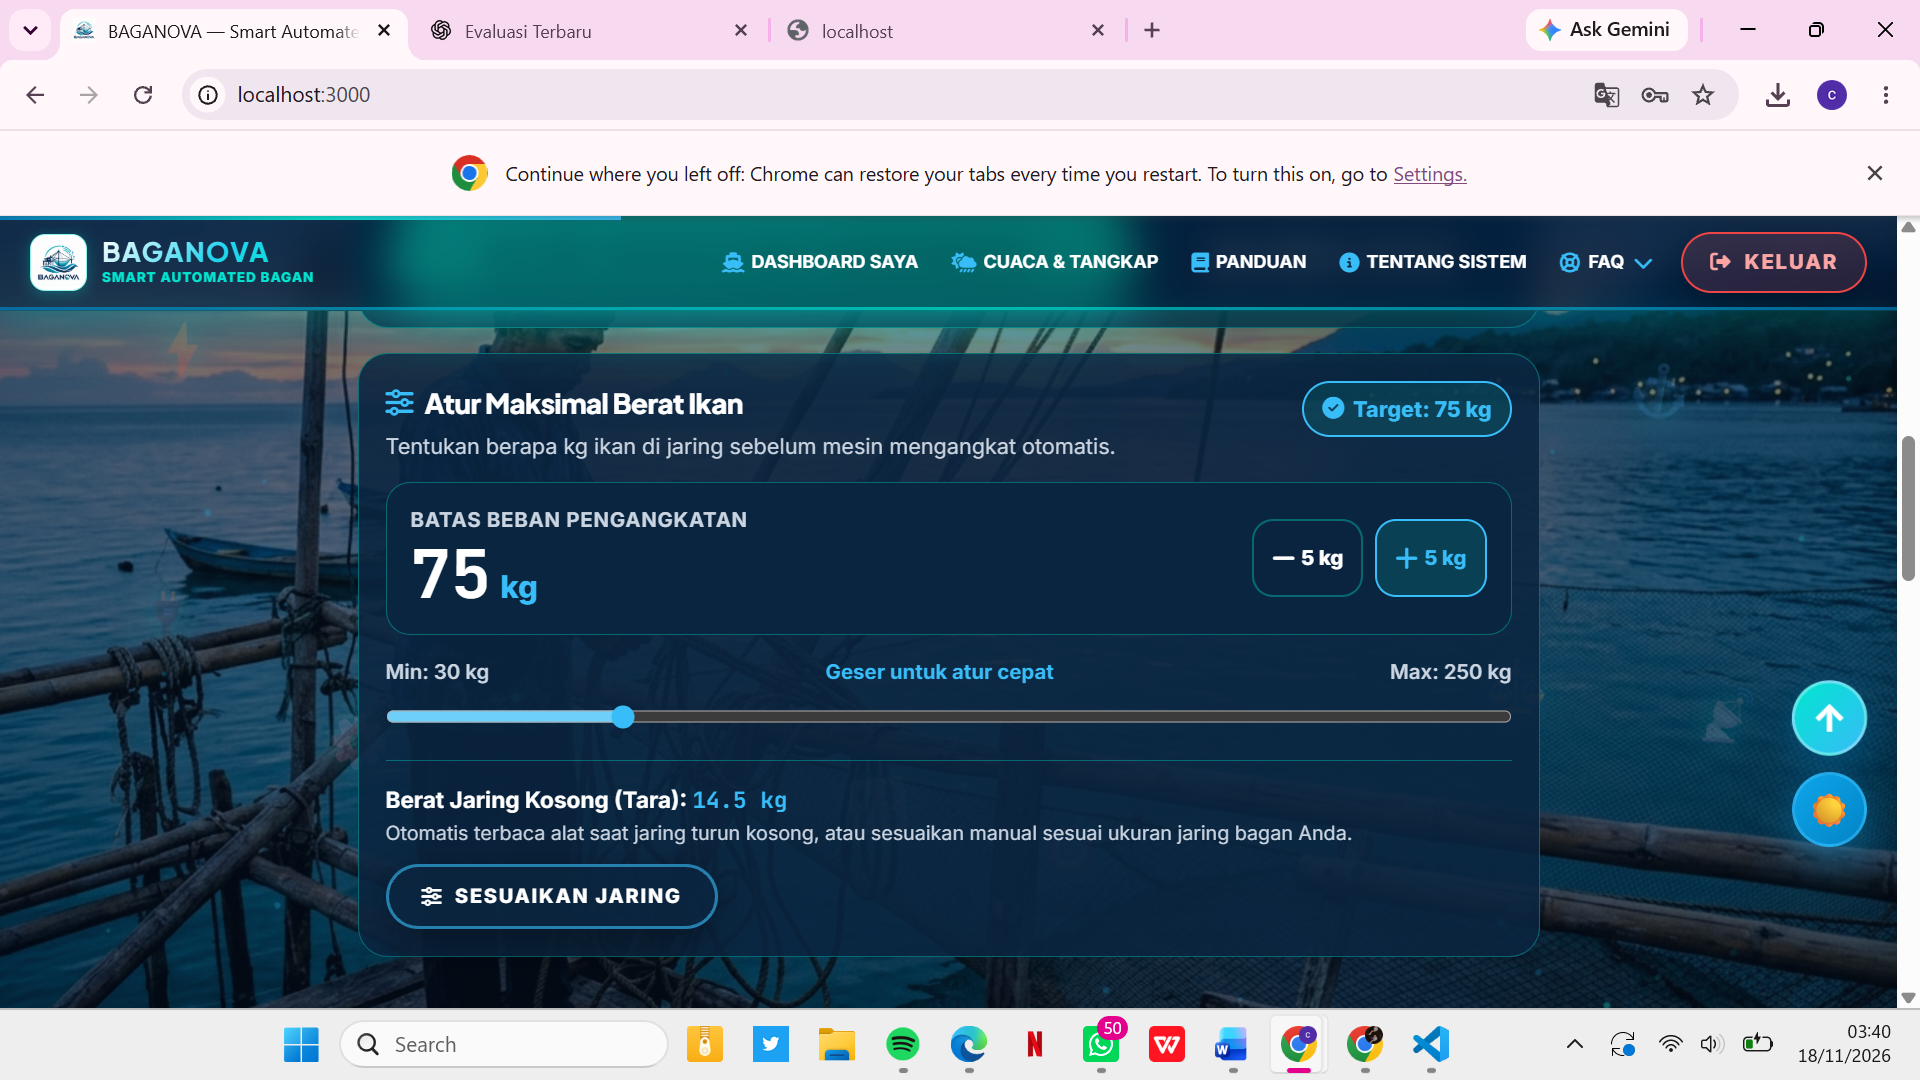 BAGANOVA — Smart Automate
Evaluasi Terbaru
localhost
Ask Gemini
localhost:3000
c
Continue where you left off: Chrome can restore your tabs every time you restart. To turn this on, go to Settings.
BAGANOVA
BAGANOVA
SMART AUTOMATED BAGAN
DASHBOARD SAYA
CUACA & TANGKAP
PANDUAN
TENTANG SISTEM
FAQ
KELUAR
Atur Maksimal Berat Ikan
Target: 75 kg
Tentukan berapa kg ikan di jaring sebelum mesin mengangkat otomatis.
BATAS BEBAN PENGANGKATAN
75 kg
— 5 kg
+ 5 kg
Min: 30 kg
Geser untuk atur cepat
Max: 250 kg
Berat Jaring Kosong (Tara): 14.5 kg
Otomatis terbaca alat saat jaring turun kosong, atau sesuaikan manual sesuai ukuran jaring bagan Anda.
SESUAIKAN JARING
Search
50
03:40
18/11/2026